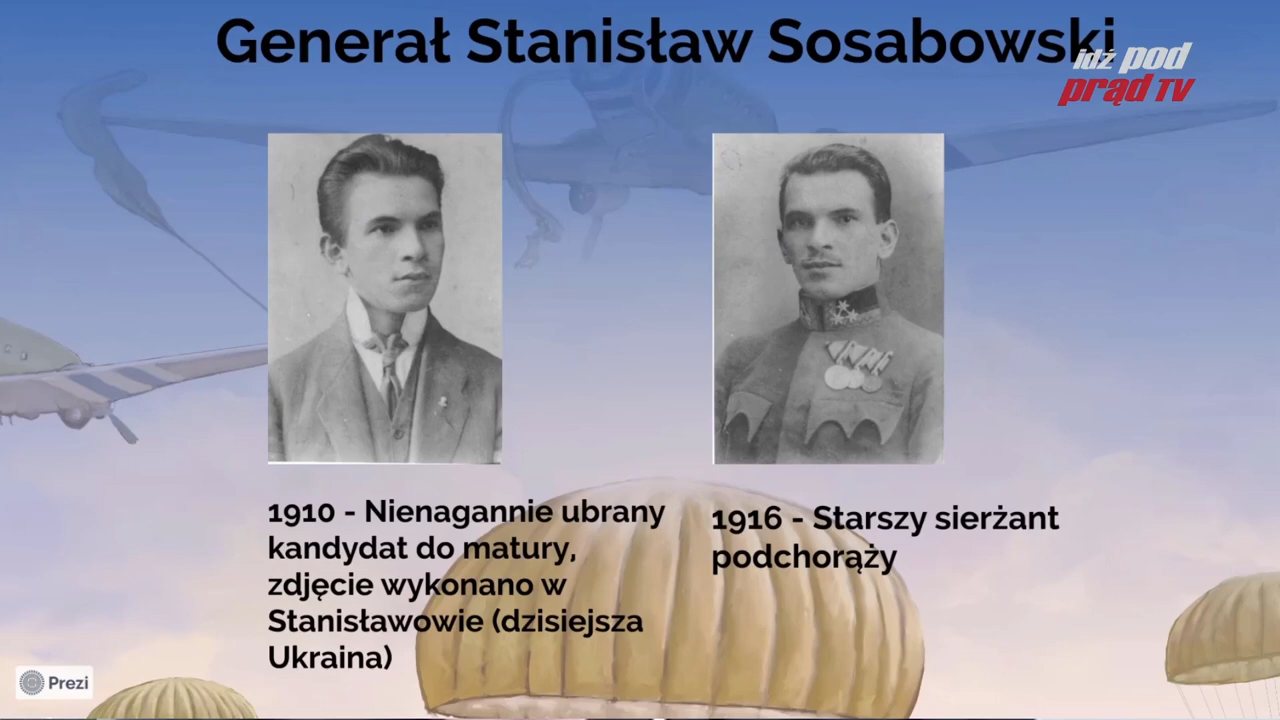 Generał Stanisław Sosabowski
idź pod
prąd TV
1910 - Nienagannie ubrany
kandydat do matury,
zdjęcie wykonano w
Stanisławowie (dzisiejsza
Ukraina)
1916 - Starszy sierżant
podchorąży
Prezi